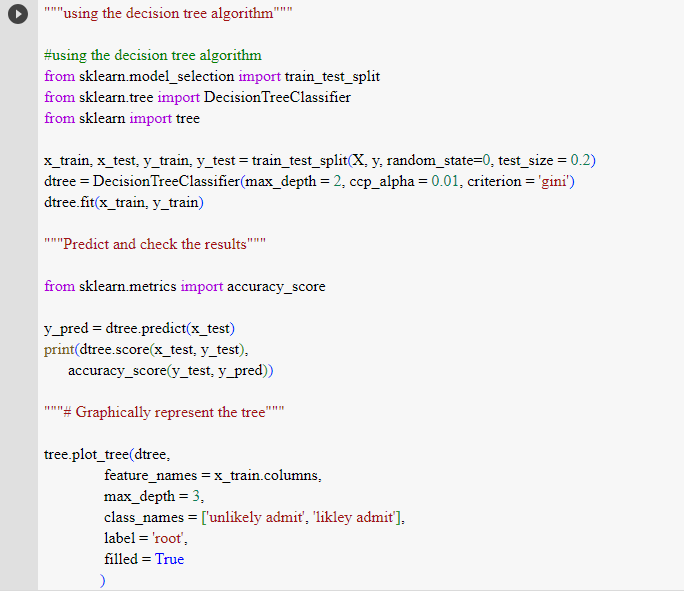 """using the decision tree algorithm"""
#using the decision tree algorithm
from sklearn.model_selection import train_test_split
from sklearn.tree import DecisionTreeClassifier
from sklearn import tree
x_train, x_test, y_train, y_test = train_test_split(X, y, random_state=0, test_size = 0.2)
dtree = DecisionTreeClassifier(max_depth = 2, ccp_alpha = 0.01, criterion = 'gini')
dtree.fit(x_train, y_train)
"""Predict and check the results"""
from sklearn.metrics import accuracy_score
y_pred = dtree.predict(x_test)
print(dtree.score(x_test, y_test),
accuracy_score(y_test, y_pred))
"""# Graphically represent the tree"""
tree.plot_tree(dtree,
feature_names = x_train.columns,
max_depth = 3,
class_names = ['unlikely admit', 'likley admit'],
label = 'root',
filled = True
)